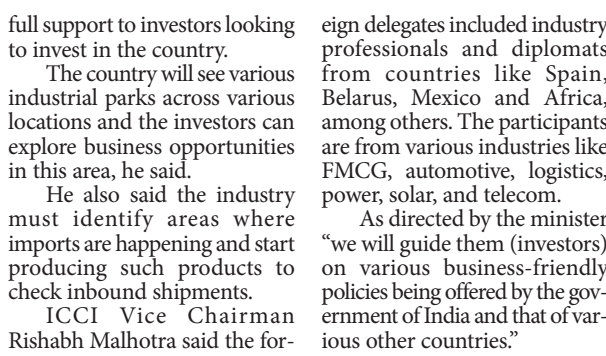 full support to investors looking
to invest in the country.
The country will see various
industrial parks across various
locations and the investors can
explore business opportunities
in this area, he said.
He also said the industry
must identify areas where
imports are happening and start
producing such products to
check inbound shipments.
ICCI Vice Chairman
Rishabh Malhotra said the for-
eign delegates included industry
professionals and diplomats
from countries like Spain,
Belarus, Mexico and Africa,
among others. The participants
are from various industries like
FMCG, automotive, logistics,
power, solar, and telecom.
As directed by the minister
“we will guide them (investors)
on various business-friendly
policies being offered by the gov-
ernment of India and that of var-
ious other countries.”